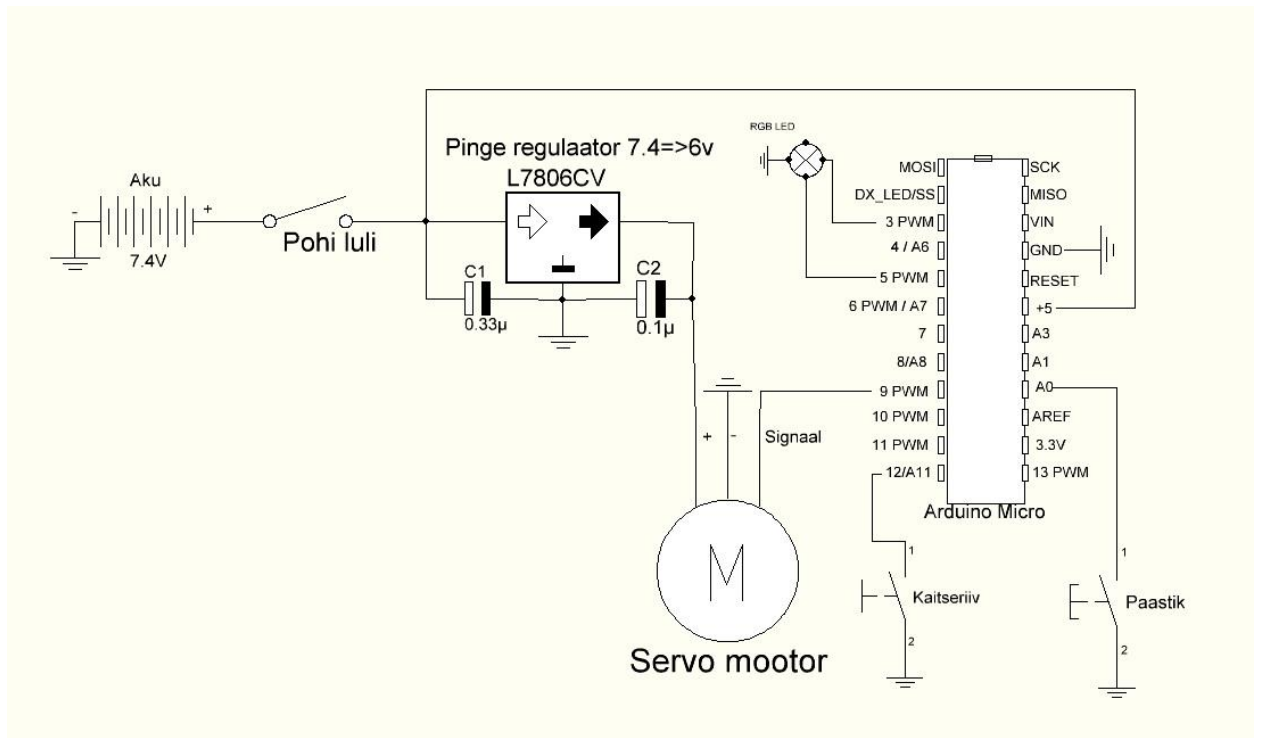 RGB LED
Pinge regulaator 7.4=>6v
L7806CV
Aku
-
+
7.4V
Pohi luli
C1
0.33µ
C2
0.1µ
MOSI
DX_LED/SS
3 PWM
4 / A6
5 PWM
6 PWM / A7
7
8/A8
9 PWM
10 PWM
11 PWM
12/A11
SCK
MISO
VIN
GND
RESET
+5
A3
A1
A0
AREF
3.3V
13 PWM
Arduino Micro
+
-
Signaal
M
Servo mootor
1
Kaitseriiv
2
1
Paastik
2